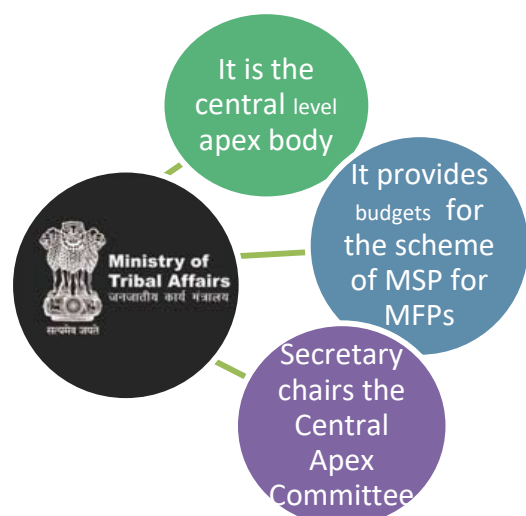 It is the
central level
apex body
It provides
budgets for
the scheme
of MSP for
MFPs
Ministry of
Tribal Affairs
जनजातीय कार्य मंत्रालय
सत्यमेव जयते
Secretary
chairs the
Central
Apex
Committee